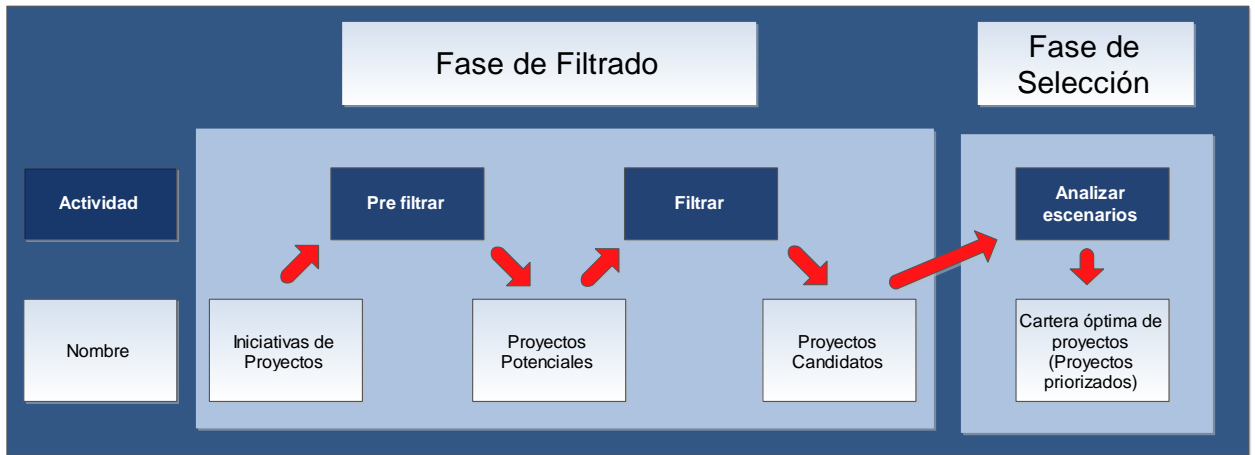 Fase de Filtrado
Fase de
Selección
Actividad
Pre filtrar
Filtrar
Analizar
escenarios
Nombre
Iniciativas de
Proyectos
Proyectos
Potenciales
Proyectos
Candidatos
Cartera óptima de
proyectos
(Proyectos
priorizados)